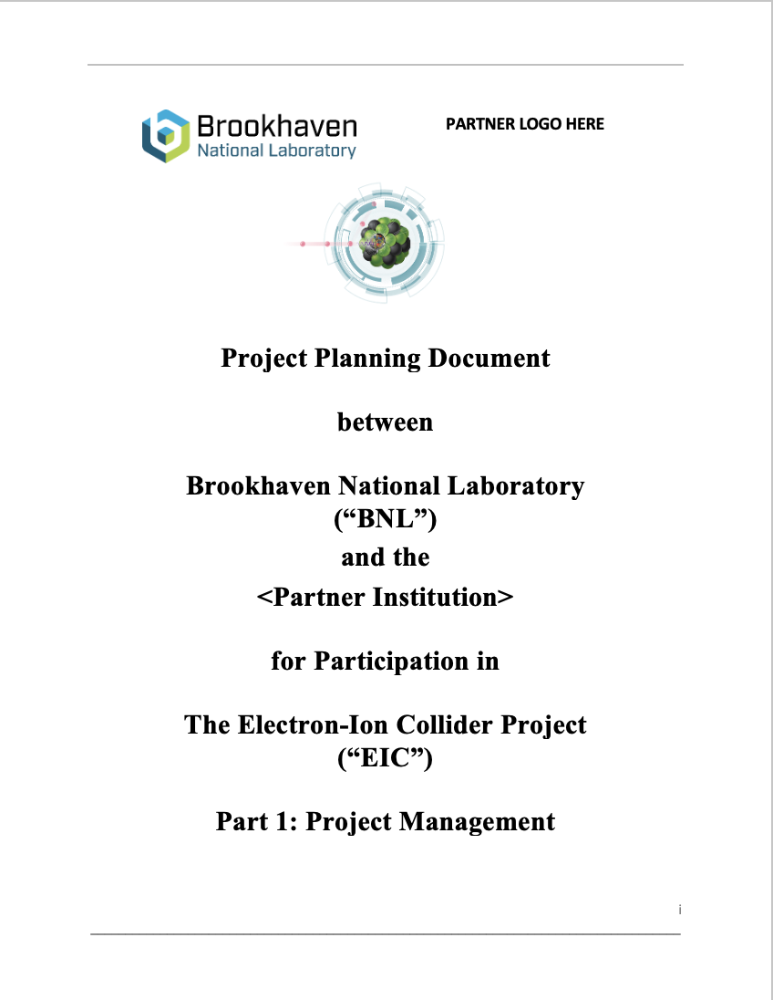 Brookhaven
National Laboratory
PARTNER LOGO HERE
Project Planning Document
between
Brookhaven National Laboratory
(“BNL”)
and the
<Partner Institution>
for Participation in
The Electron-Ion Collider Project
(“EIC”)
Part 1: Project Management
i